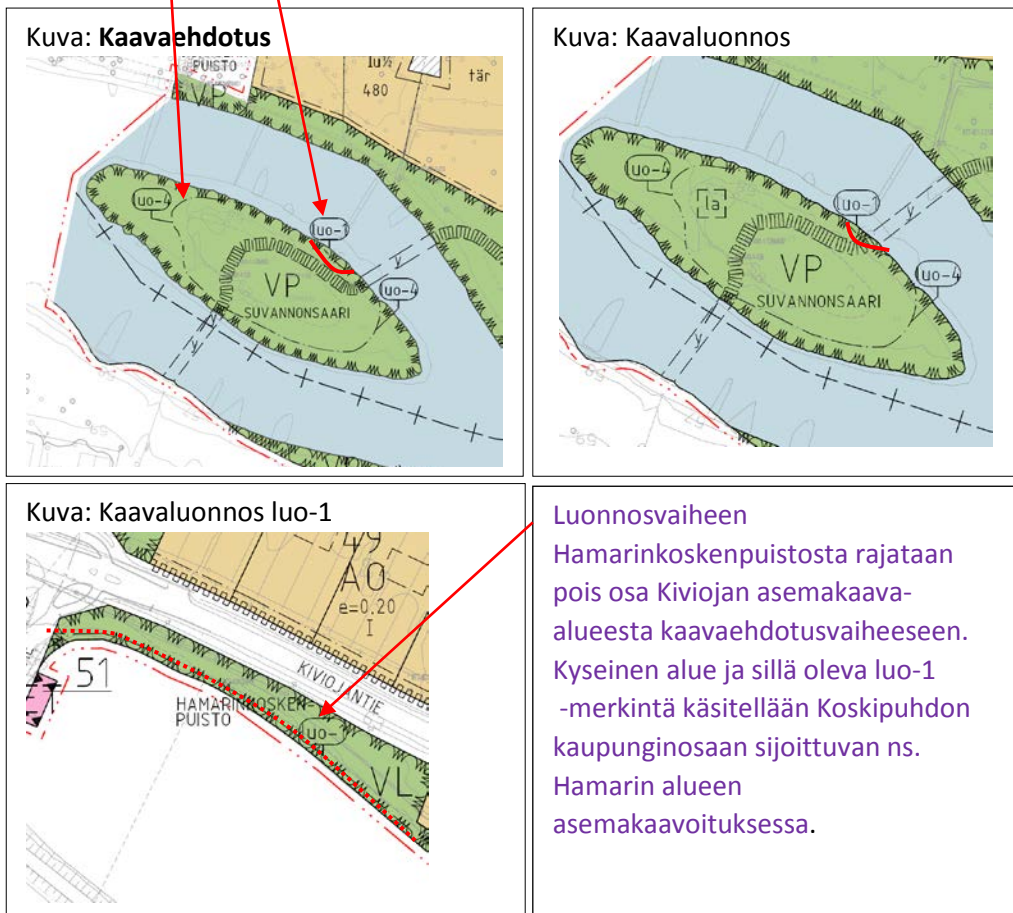 Kuva: Kaavaehdotus
PUISTO
VP
Iu½
480
tär
luo-4
luo-1
y
VP
luo-4
SUVANNONSAARI
y
Kuva: Kaavaluonnos
luo-4
la
luo-1
y
VP
luo-4
SUVANNONSAARI
y
Kuva: Kaavaluonnos luo-1
49
AO
e=0,20
I
51
KIVIOJANTIE
HAMARINKOSKEN-
PUISTO
luo-
VL
Luonnosvaiheen
Hamarinkoskenpuistosta rajataan
pois osa Kiviojan asemakaava-
alueesta kaavaehdotusvaiheeseen.
Kyseinen alue ja sillä oleva luo-1
-merkintä käsitellään Koskipuhdon
kaupunginosaan sijoittuvan ns.
Hamarin alueen
asemakaavoituksessa.